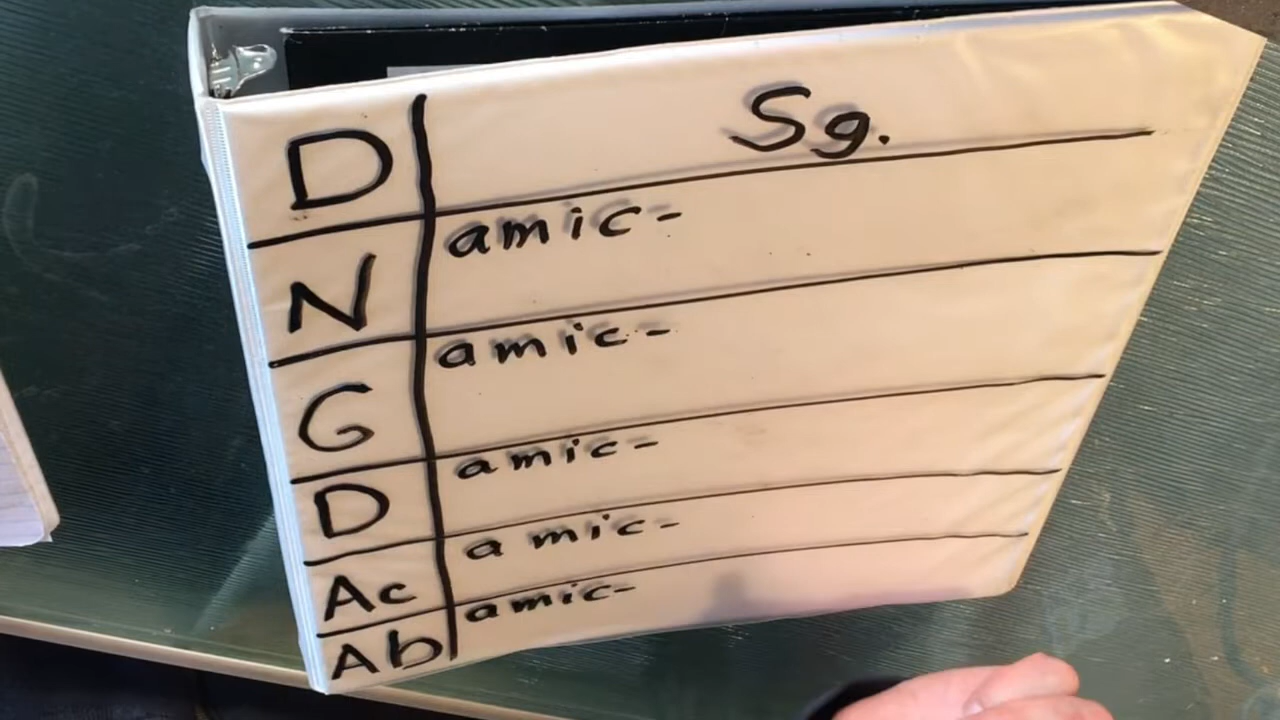 D Sg.
N amic-
G amic-
D amic-
Ac amic-
Ab amic-